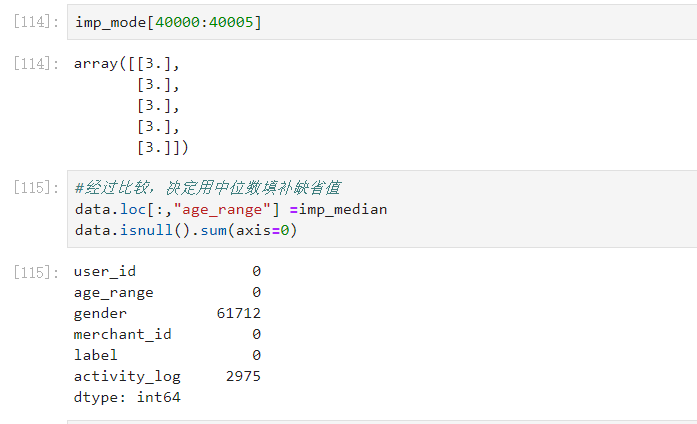 [114]: imp_mode[40000:40005]
[114]: array([[3.],
[3.],
[3.],
[3.],
[3.]])
[115]: #经过比较，决定用中位数填补缺省值
data.loc[:,"age_range"] =imp_median
data.isnull().sum(axis=0)
[115]: user_id 0
age_range 0
gender 61712
merchant_id 0
label 0
activity_log 2975
dtype: int64